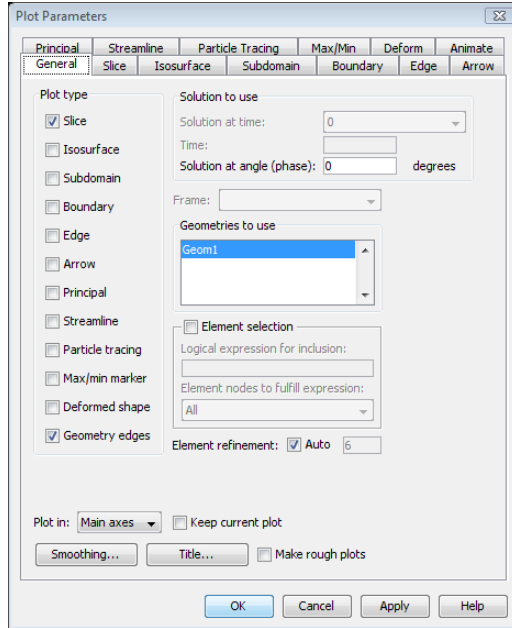 Plot Parameters
Principal Streamline Particle Tracing Max/Min Deform Animate
General Slice Isosurface Subdomain Boundary Edge Arrow
Plot type
Slice
Isosurface
Subdomain
Boundary
Edge
Arrow
Principal
Streamline
Particle tracing
Max/min marker
Deformed shape
Geometry edges
Solution to use
Solution at time: 0
Time:
Solution at angle (phase): 0 degrees
Frame:
Geometries to use
Geom1
Element selection
Logical expression for inclusion:
Element nodes to fulfill expression:
All
Element refinement: Auto 6
Plot in: Main axes Keep current plot
Smoothing... Title... Make rough plots
OK Cancel Apply Help